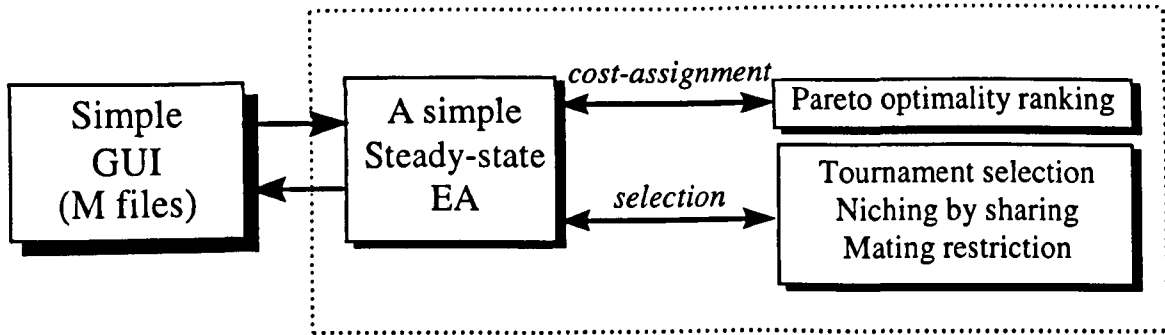 Simple
GUI
(M files)
A simple
Steady-state
EA
cost-assignment
Pareto optimality ranking
selection
Tournament selection
Niching by sharing
Mating restriction